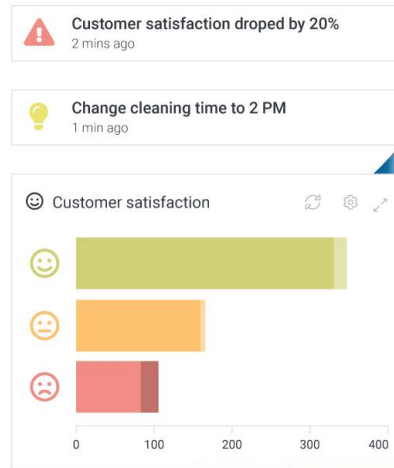 Customer satisfaction droped by 20%
2 mins ago
Change cleaning time to 2 PM
1 min ago
Customer satisfaction
0 100 200 300 400